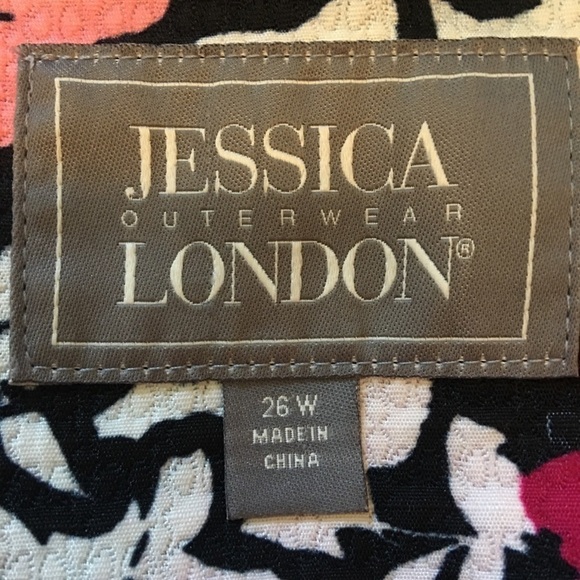 JESSICA
OUTERWEAR
LONDON®
26 W
MADE IN
CHINA